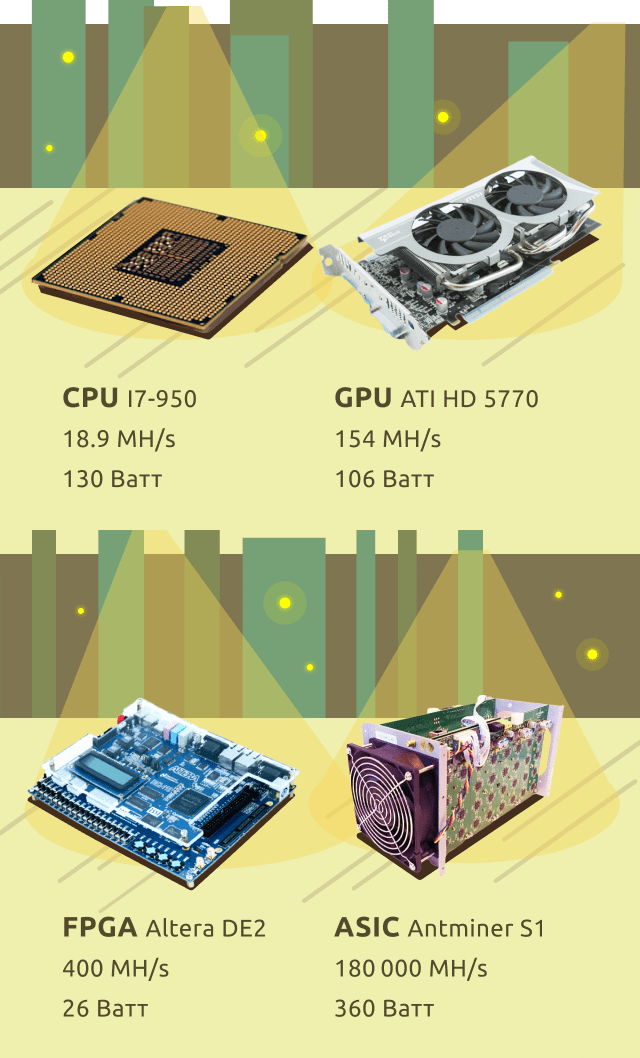 CPU I7-950
18.9 MH/s
130 Ватт
GPU ATI HD 5770
154 MH/s
106 Ватт
FPGA Altera DE2
400 MH/s
26 Ватт
ASIC Antminer S1
180 000 MH/s
360 Ватт